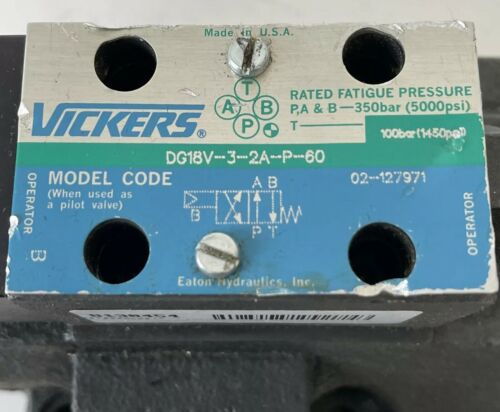 Made in U.S.A.
T
A B
P
VICKERS®
RATED FATIGUE PRESSURE
P,A & B—350bar (5000psi)
T— 100bar(1450psi)
DG18V-3-2A-P-60
MODEL CODE 02-127971
(When used as
a pilot valve)
OPERATOR
B
A B
B
P T
OPERATOR
Eaton Hydraulics, Inc.